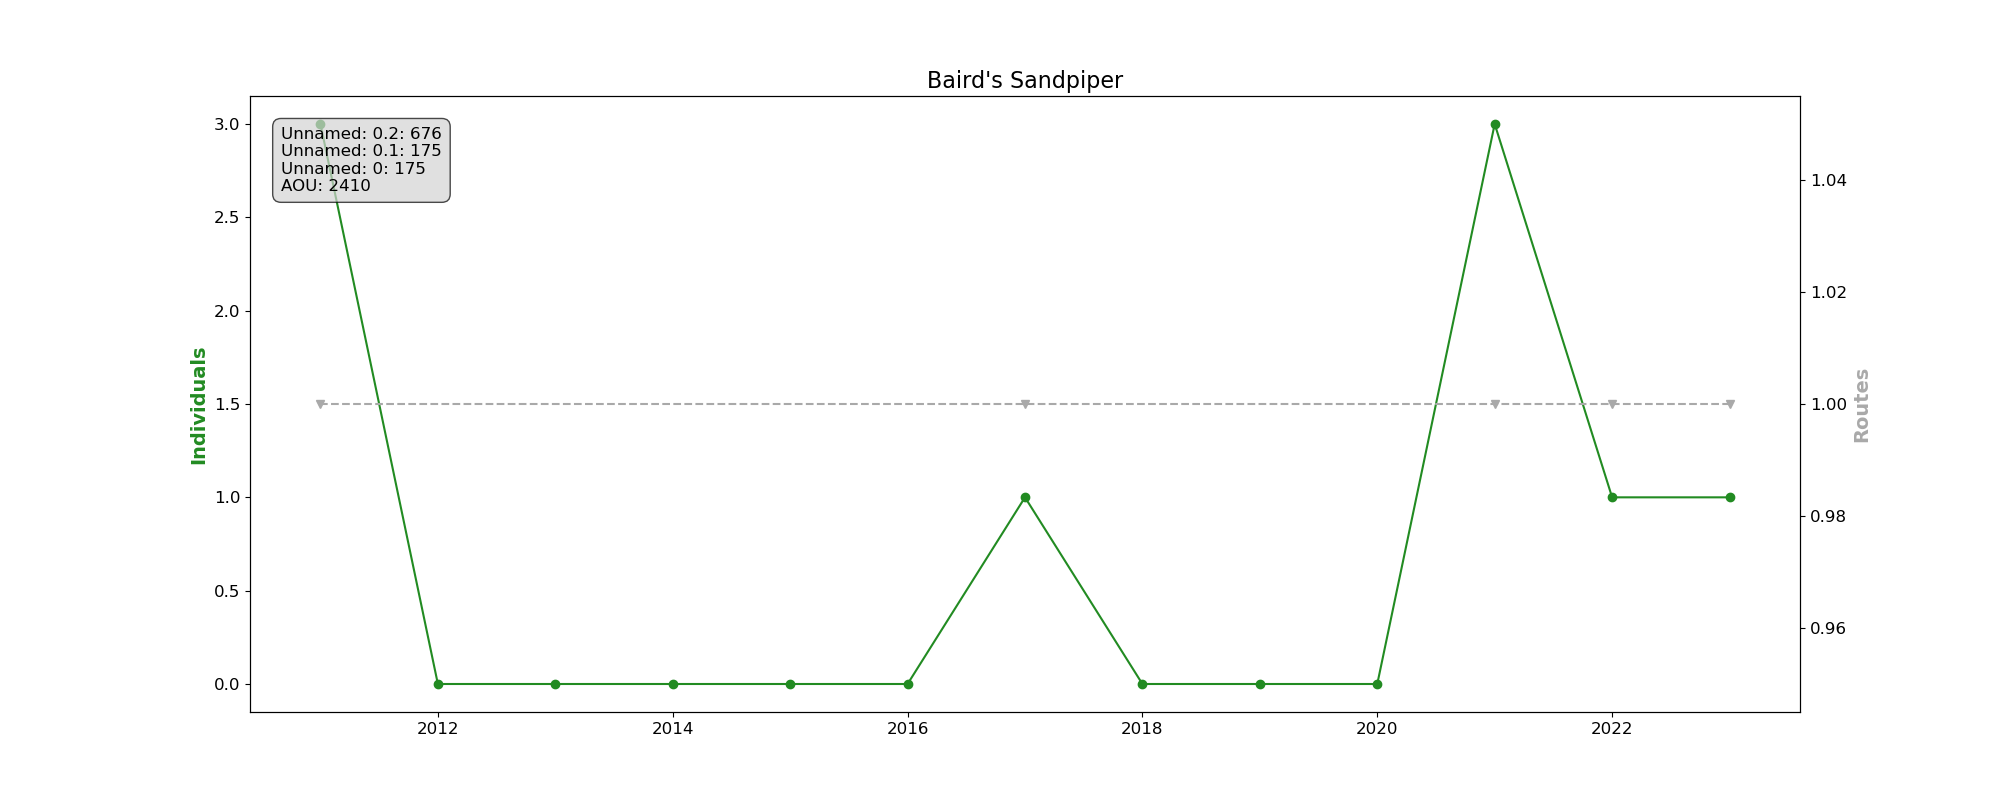 Baird's Sandpiper
Unnamed: 0.2: 676
Unnamed: 0.1: 175
Unnamed: 0: 175
AOU: 2410
3.0
2.5
2.0
1.5
1.0
0.5
0.0
Individuals
1.04
1.02
1.00
0.98
0.96
Routes
2012
2014
2016
2018
2020
2022